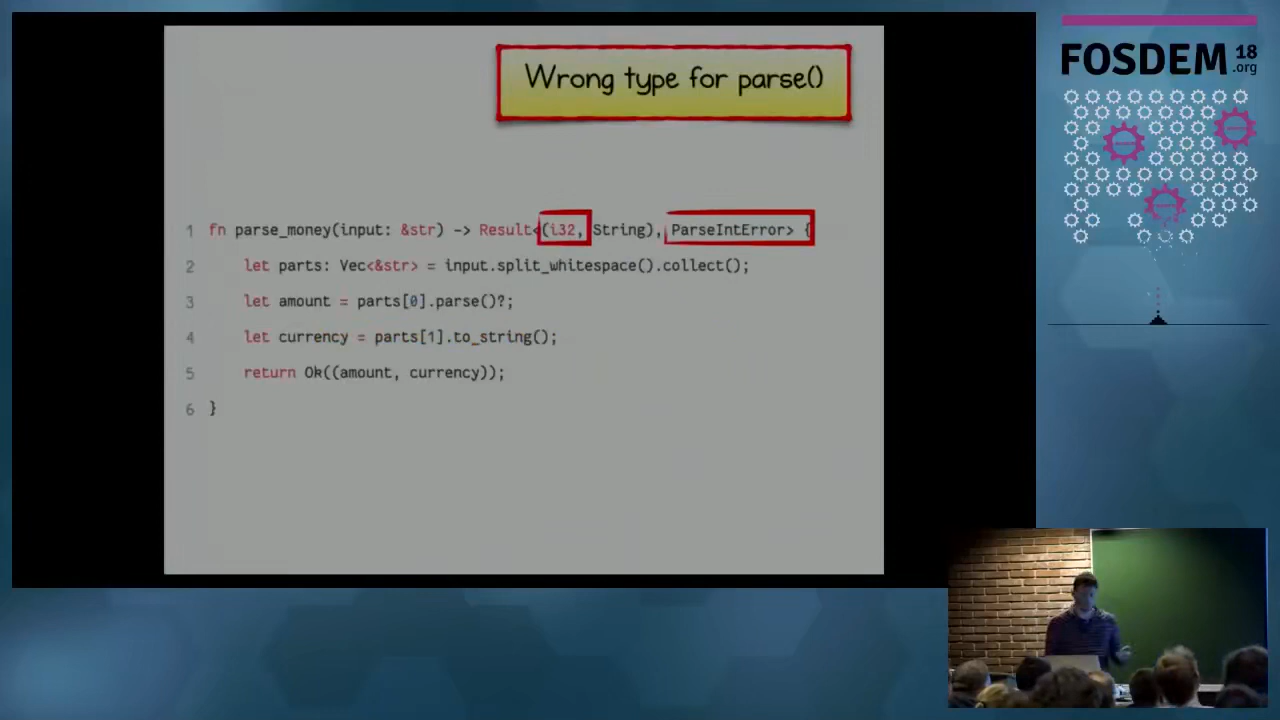 Wrong type for parse()
1 fn parse_money(input: &str) -> Result<(i32, String), ParseIntError> {
2 let parts: Vec<&str> = input.split_whitespace().collect();
3 let amount = parts[0].parse()?;
4 let currency = parts[1].to_string();
5 return Ok((amount, currency));
6 }
FOSDEM 18
.org